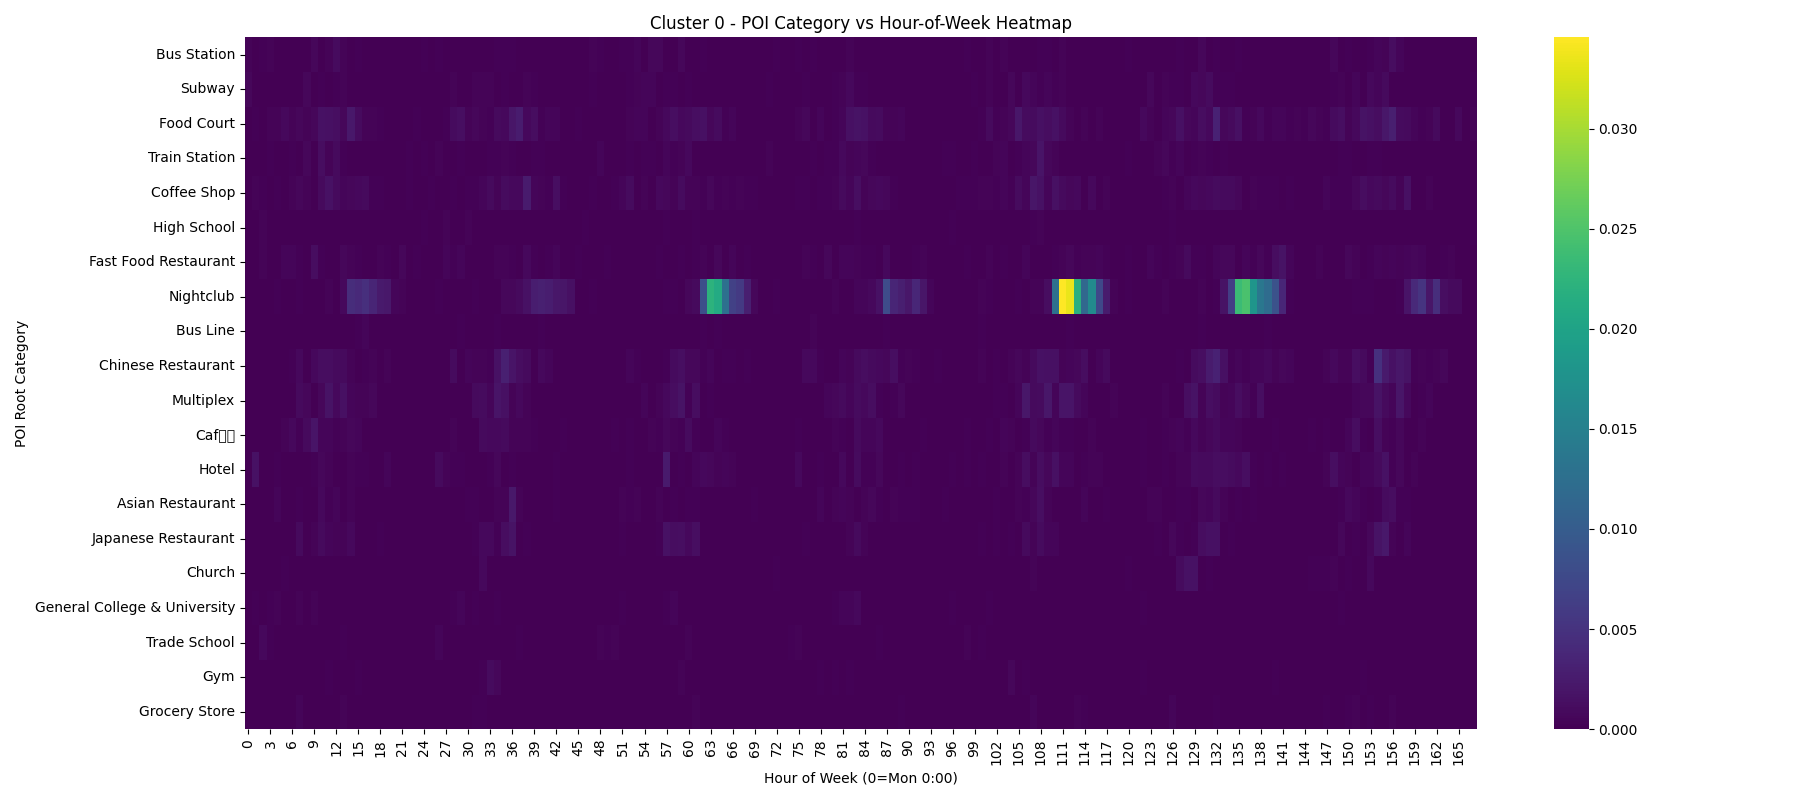 Cluster 0 - POI Category vs Hour-of-Week Heatmap
POI Root Category
Bus Station
Subway
Food Court
Train Station
Coffee Shop
High School
Fast Food Restaurant
Nightclub
Bus Line
Chinese Restaurant
Multiplex
Caf□□
Hotel
Asian Restaurant
Japanese Restaurant
Church
General College & University
Trade School
Gym
Grocery Store
0 3 6 9 12 15 18 21 24 27 30 33 36 39 42 45 48 51 54 57 60 63 66 69 72 75 78 81 84 87 90 93 96 99 102 105 108 111 114 117 120 123 126 129 132 135 138 141 144 147 150 153 156 159 162 165
Hour of Week (0=Mon 0:00)
0.030
0.025
0.020
0.015
0.010
0.005
0.000